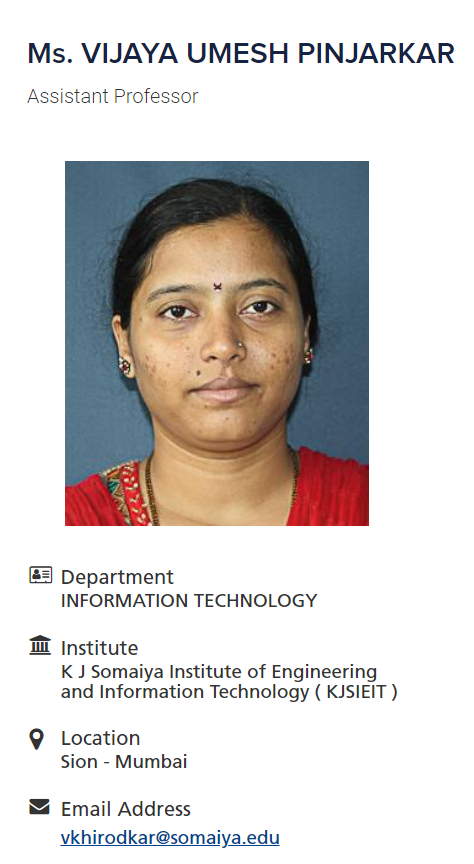 Ms. VIJAYA UMESH PINJARKAR
Assistant Professor
Department
INFORMATION TECHNOLOGY
Institute
K J Somaiya Institute of Engineering
and Information Technology ( KJSIEIT )
Location
Sion - Mumbai
Email Address
vkhirodkar@somaiya.edu